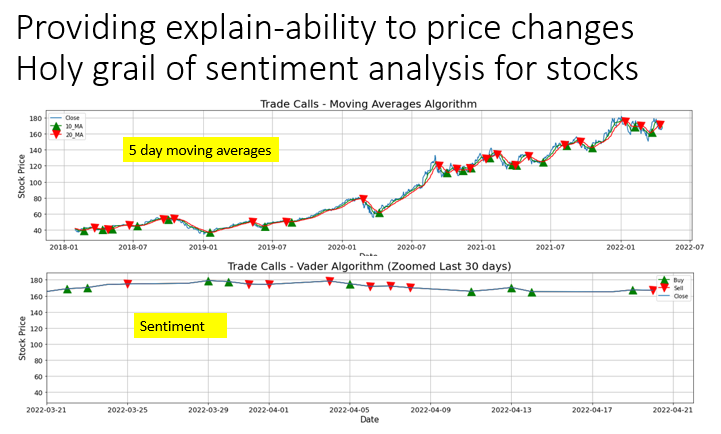 Providing explain-ability to price changes
Holy grail of sentiment analysis for stocks
Trade Calls - Moving Averages Algorithm
Stock Price
180
160
140
120
100
80
60
40
Close
10_MA
20_MA
5 day moving averages
2018-01 2018-07 2019-01 2019-07 2020-01 2020-07 2021-01 2021-07 2022-01 2022-07
Trade Calls - Vader Algorithm (Zoomed Last 30 days)
Stock Price
180
160
140
120
100
80
60
40
Buy
Sell
Close
Sentiment
2022-03-21 2022-03-25 2022-03-29 2022-04-01 2022-04-05 2022-04-09 2022-04-13 2022-04-17 2022-04-21
Date